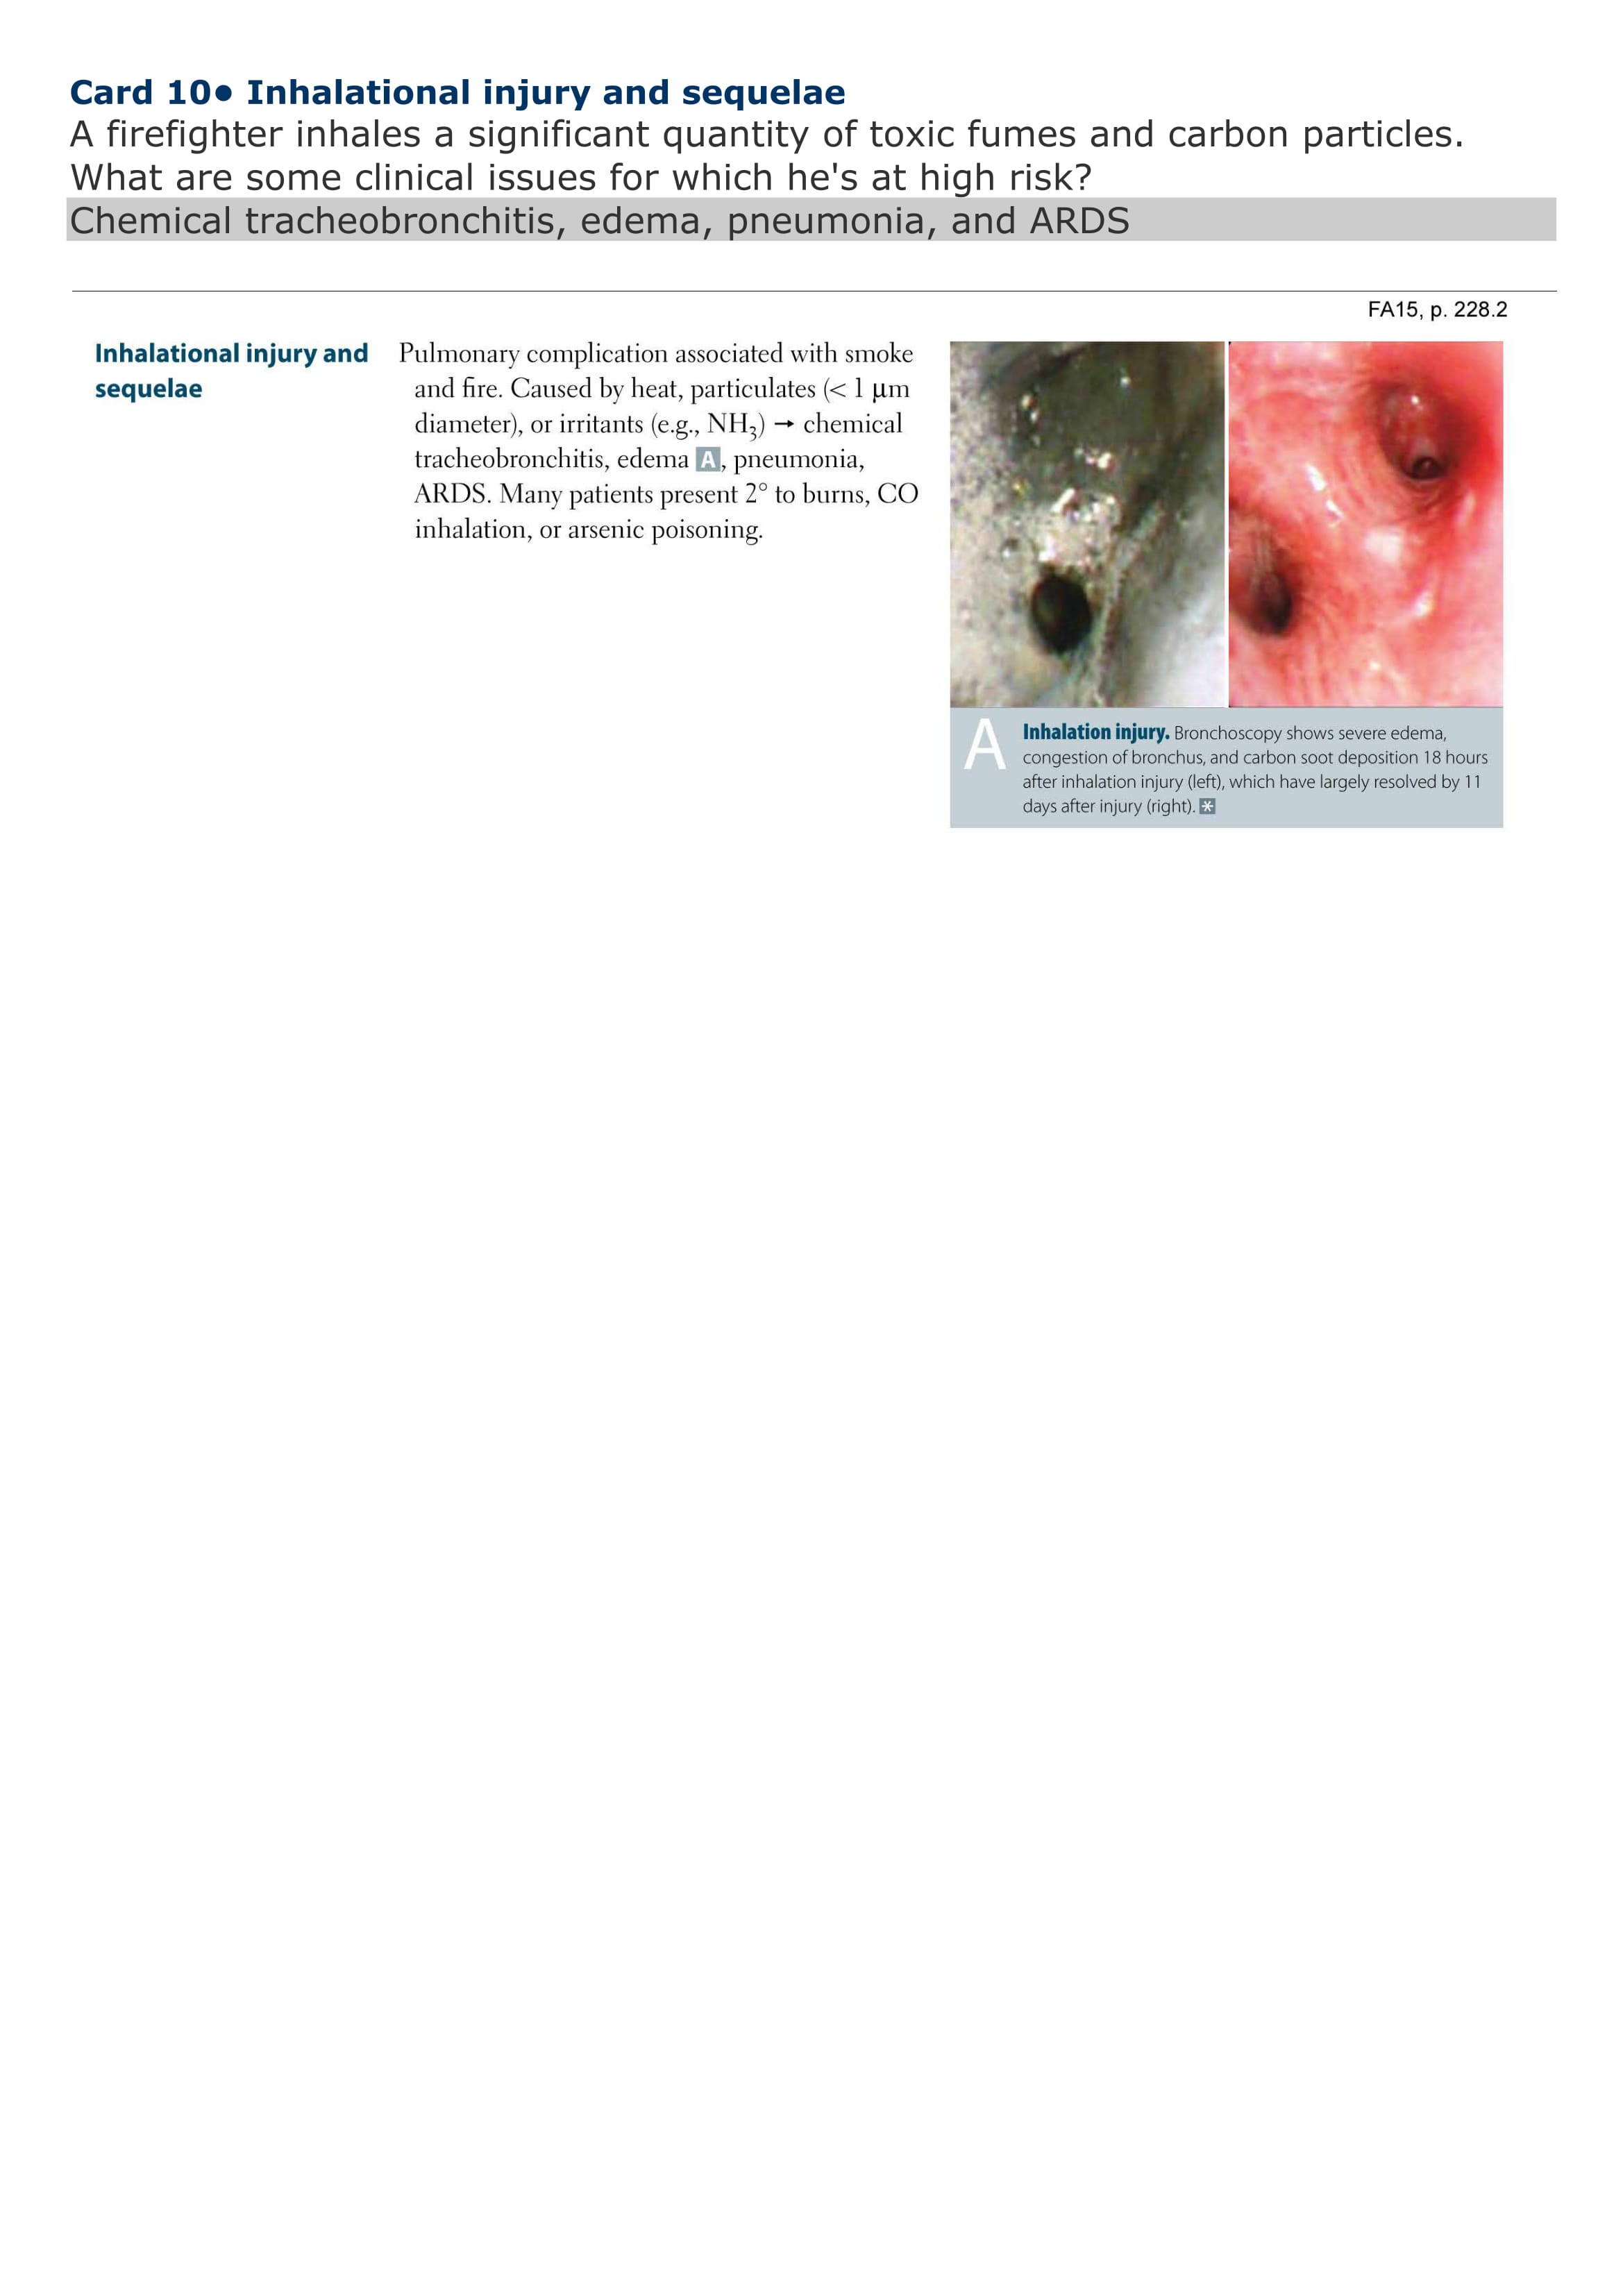 Card 10● Inhalational injury and sequelae
A firefighter inhales a significant quantity of toxic fumes and carbon particles.
What are some clinical issues for which he's at high risk?
Chemical tracheobronchitis, edema, pneumonia, and ARDS
FA15, p. 228.2
Inhalational injury and
sequelae
Pulmonary complication associated with smoke
and fire. Caused by heat, particulates (< 1 μm
diameter), or irritants (e.g., NH₃) → chemical
tracheobronchitis, edema A, pneumonia,
ARDS. Many patients present 2° to burns, CO
inhalation, or arsenic poisoning.
A
Inhalation injury. Bronchoscopy shows severe edema,
congestion of bronchus, and carbon soot deposition 18 hours
after inhalation injury (left), which have largely resolved by 11
days after injury (right). *